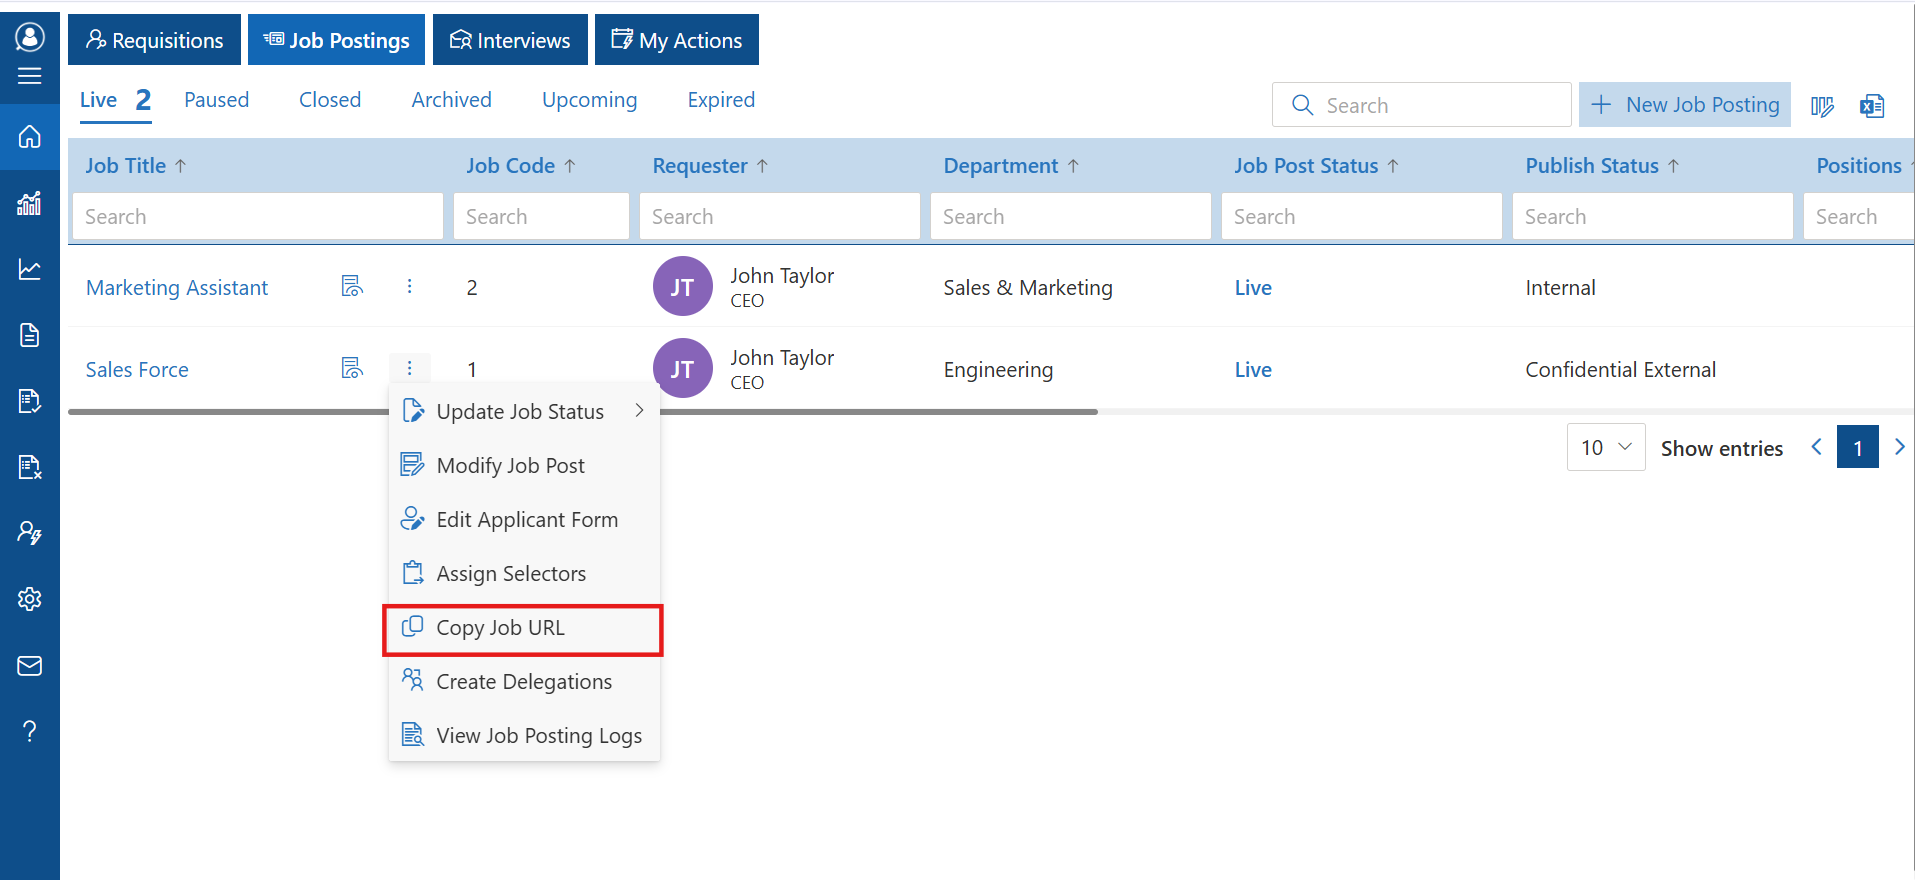 Requisitions
Job Postings
Interviews
My Actions
Live 2
Paused
Closed
Archived
Upcoming
Expired
Search
New Job Posting
Job Title ↑
Job Code ↑
Requester ↑
Department ↑
Job Post Status ↑
Publish Status ↑
Positions ↑
Search
Search
Search
Search
Search
Search
Search
Marketing Assistant
2
JT
John Taylor
CEO
Sales & Marketing
Live
Internal
Sales Force
1
JT
John Taylor
CEO
Engineering
Live
Confidential External
Update Job Status
Modify Job Post
Edit Applicant Form
Assign Selectors
Copy Job URL
Create Delegations
View Job Posting Logs
10
Show entries
1